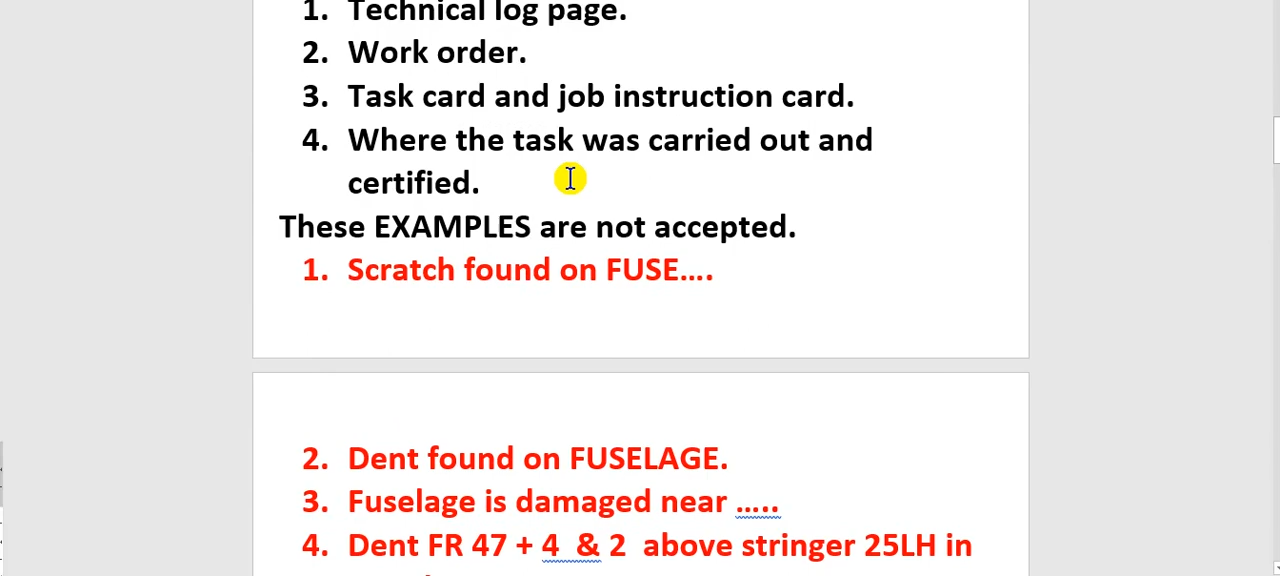 1. Technical log page.
2. Work order.
3. Task card and job instruction card.
4. Where the task was carried out and
certified.
These EXAMPLES are not accepted.
1. Scratch found on FUSE....
2. Dent found on FUSELAGE.
3. Fuselage is damaged near .....
4. Dent FR 47 + 4 & 2 above stringer 25LH in